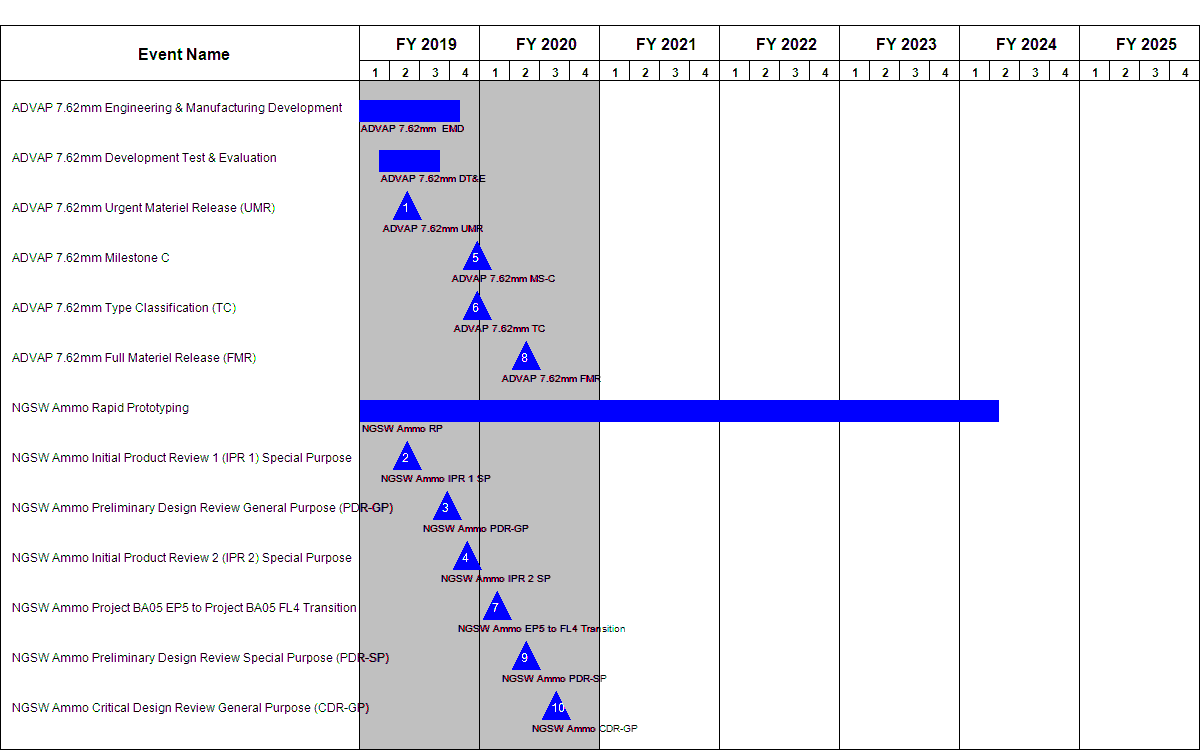 Event Name
FY 2019 FY 2020 FY 2021 FY 2022 FY 2023 FY 2024 FY 2025
1 2 3 4 1 2 3 4 1 2 3 4 1 2 3 4 1 2 3 4 1 2 3 4 1 2 3 4
ADVAP 7.62mm Engineering & Manufacturing Development
ADVAP 7.62mm EMD
ADVAP 7.62mm Development Test & Evaluation
ADVAP 7.62mm DT&E
ADVAP 7.62mm Urgent Materiel Release (UMR)
1
ADVAP 7.62mm UMR
ADVAP 7.62mm Milestone C
5
ADVAP 7.62mm MS-C
ADVAP 7.62mm Type Classification (TC)
6
ADVAP 7.62mm TC
ADVAP 7.62mm Full Materiel Release (FMR)
8
ADVAP 7.62mm FMR
NGSW Ammo Rapid Prototyping
NGSW Ammo RP
NGSW Ammo Initial Product Review 1 (IPR 1) Special Purpose
2
NGSW Ammo IPR 1 SP
NGSW Ammo Preliminary Design Review General Purpose (PDR-GP)
3
NGSW Ammo PDR-GP
NGSW Ammo Initial Product Review 2 (IPR 2) Special Purpose
4
NGSW Ammo IPR 2 SP
NGSW Ammo Project BA05 EP5 to Project BA05 FL4 Transition
7
NGSW Ammo EP5 to FL4 Transition
NGSW Ammo Preliminary Design Review Special Purpose (PDR-SP)
9
NGSW Ammo PDR-SP
NGSW Ammo Critical Design Review General Purpose (CDR-GP)
10
NGSW Ammo CDR-GP